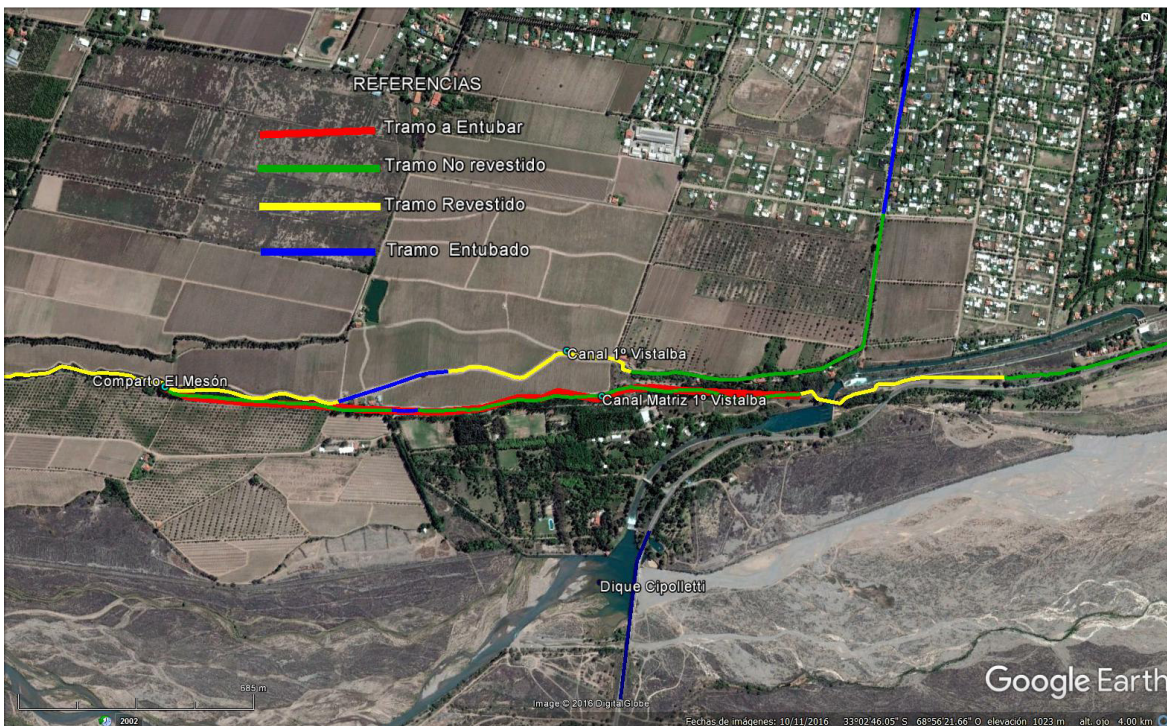 N
REFERENCIAS
Tramo a Entubar
Tramo No revestido
Tramo Revestido
Tramo Entubado
Canal 1º Vistalba
Comparto El Mesón
Canal Matriz 1º Vistalba
Dique Cipolletti
685 m
Image © 2016 DigitalGlobe
Google Earth
2002
Fechas de imágenes: 10/11/2016 33°02'46.05" S 68°56'21.66" O elevación 1023 m alt. ojo 4.00 km